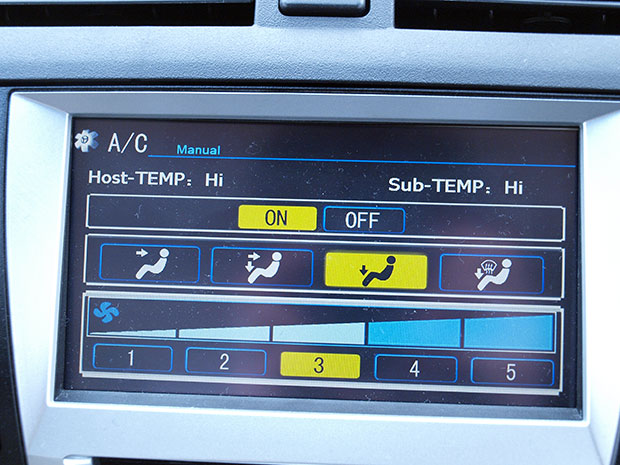 A/C Manual
Host-TEMP: Hi Sub-TEMP: Hi
ON OFF
1 2 3 4 5